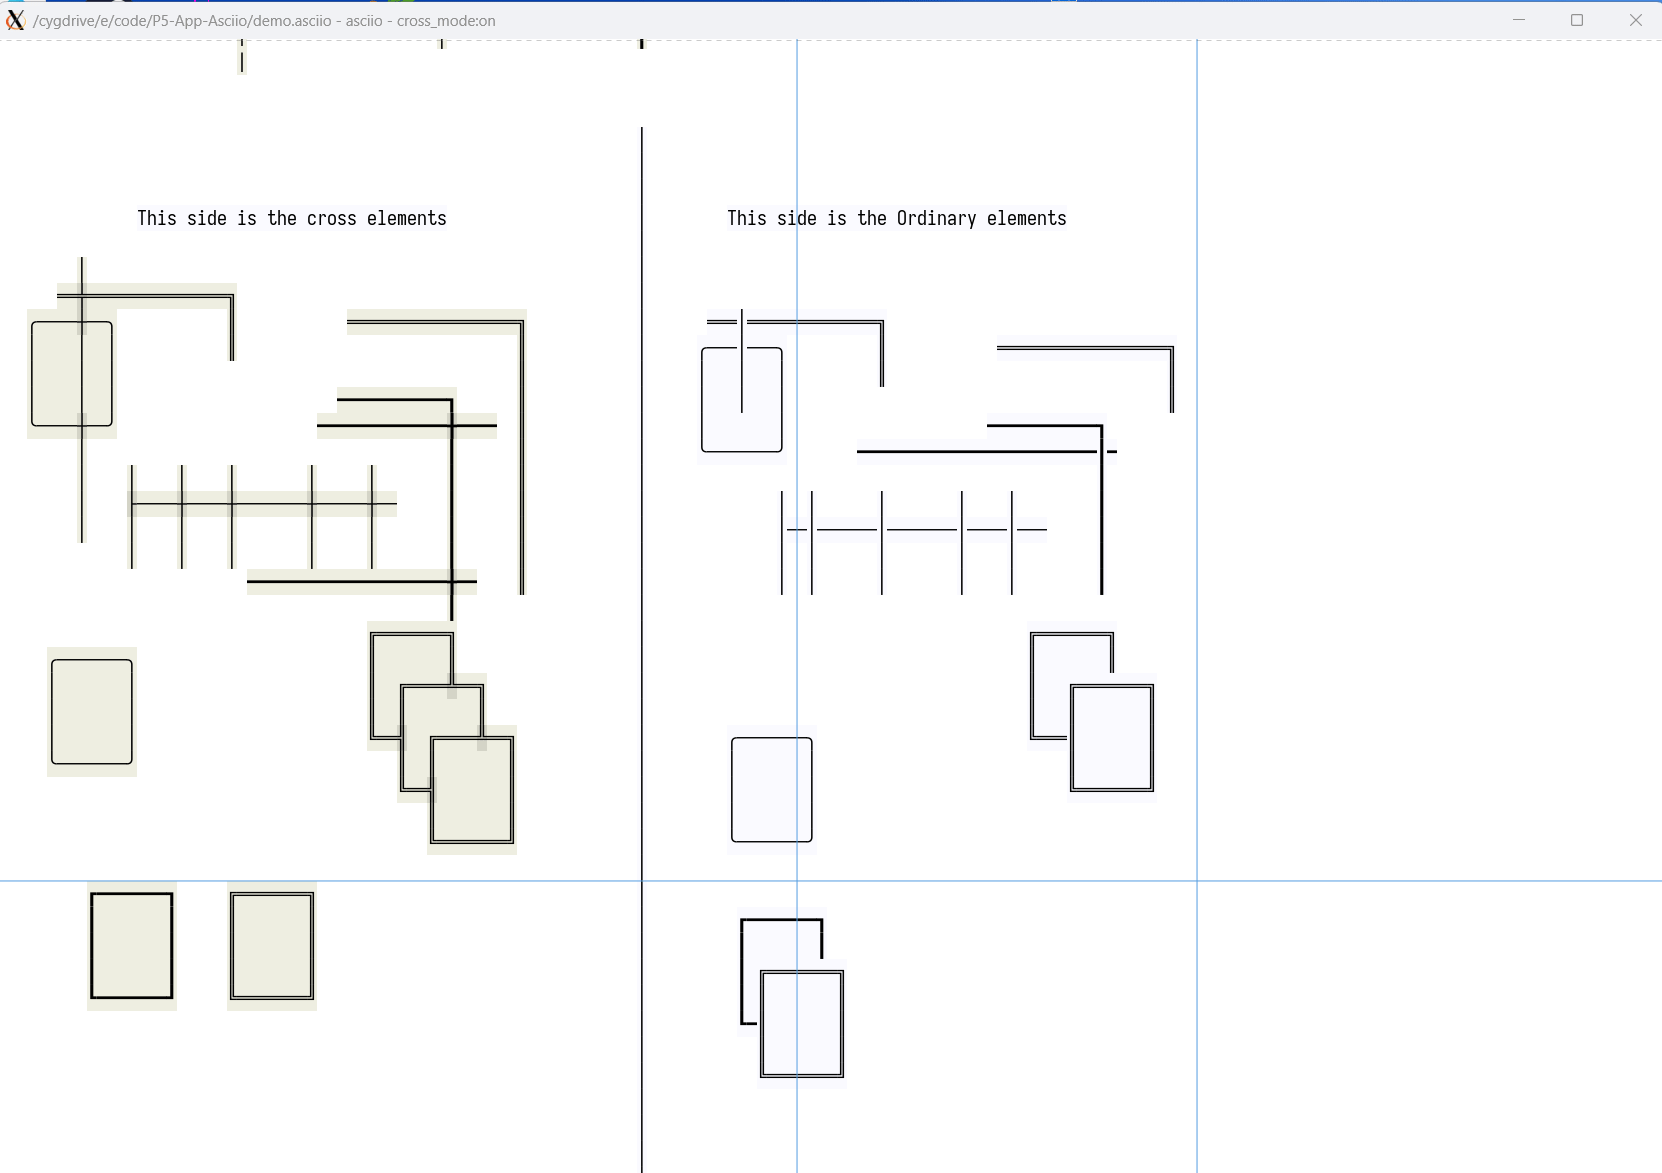 /cygdrive/e/code/P5-App-Asciio/demo.asciio - asciio - cross_mode:on
This side is the cross elements
This side is the Ordinary elements